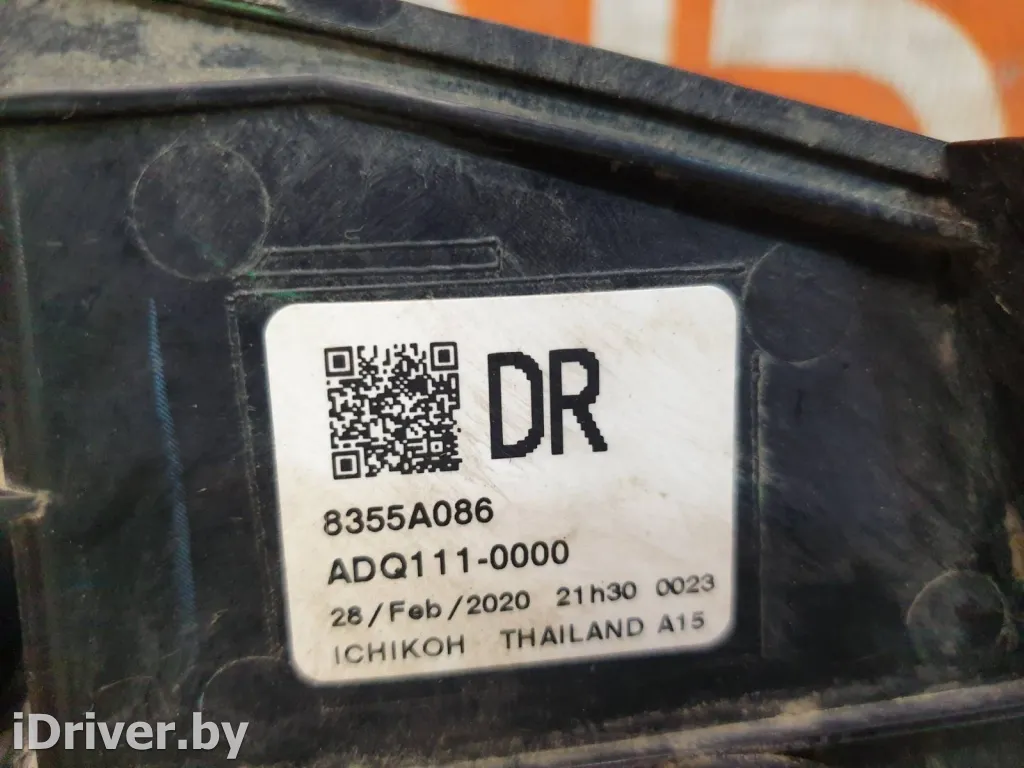 DR
8355A086
ADQ111-0000
28/Feb/2020 21h30 0023
ICHIKOH THAILAND A15
iDriver.by